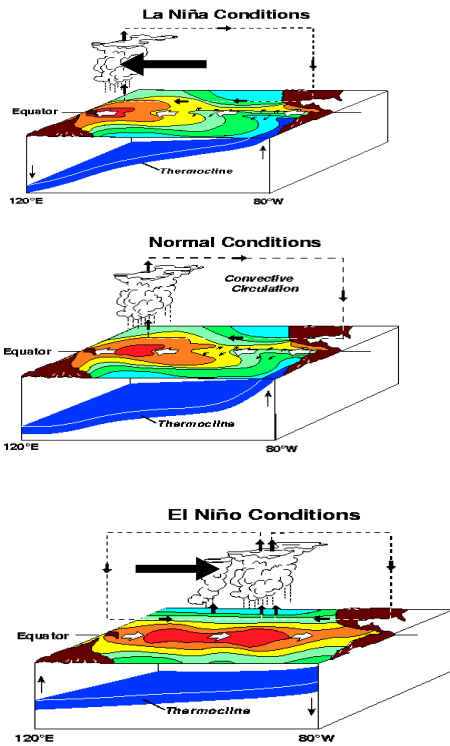 La Niña Conditions
Equator
Thermocline
120°E
80°W
Normal Conditions
Convective
Circulation
Equator
Thermocline
120°E
80°W
El Niño Conditions
Equator
Thermocline
120°E
80°W